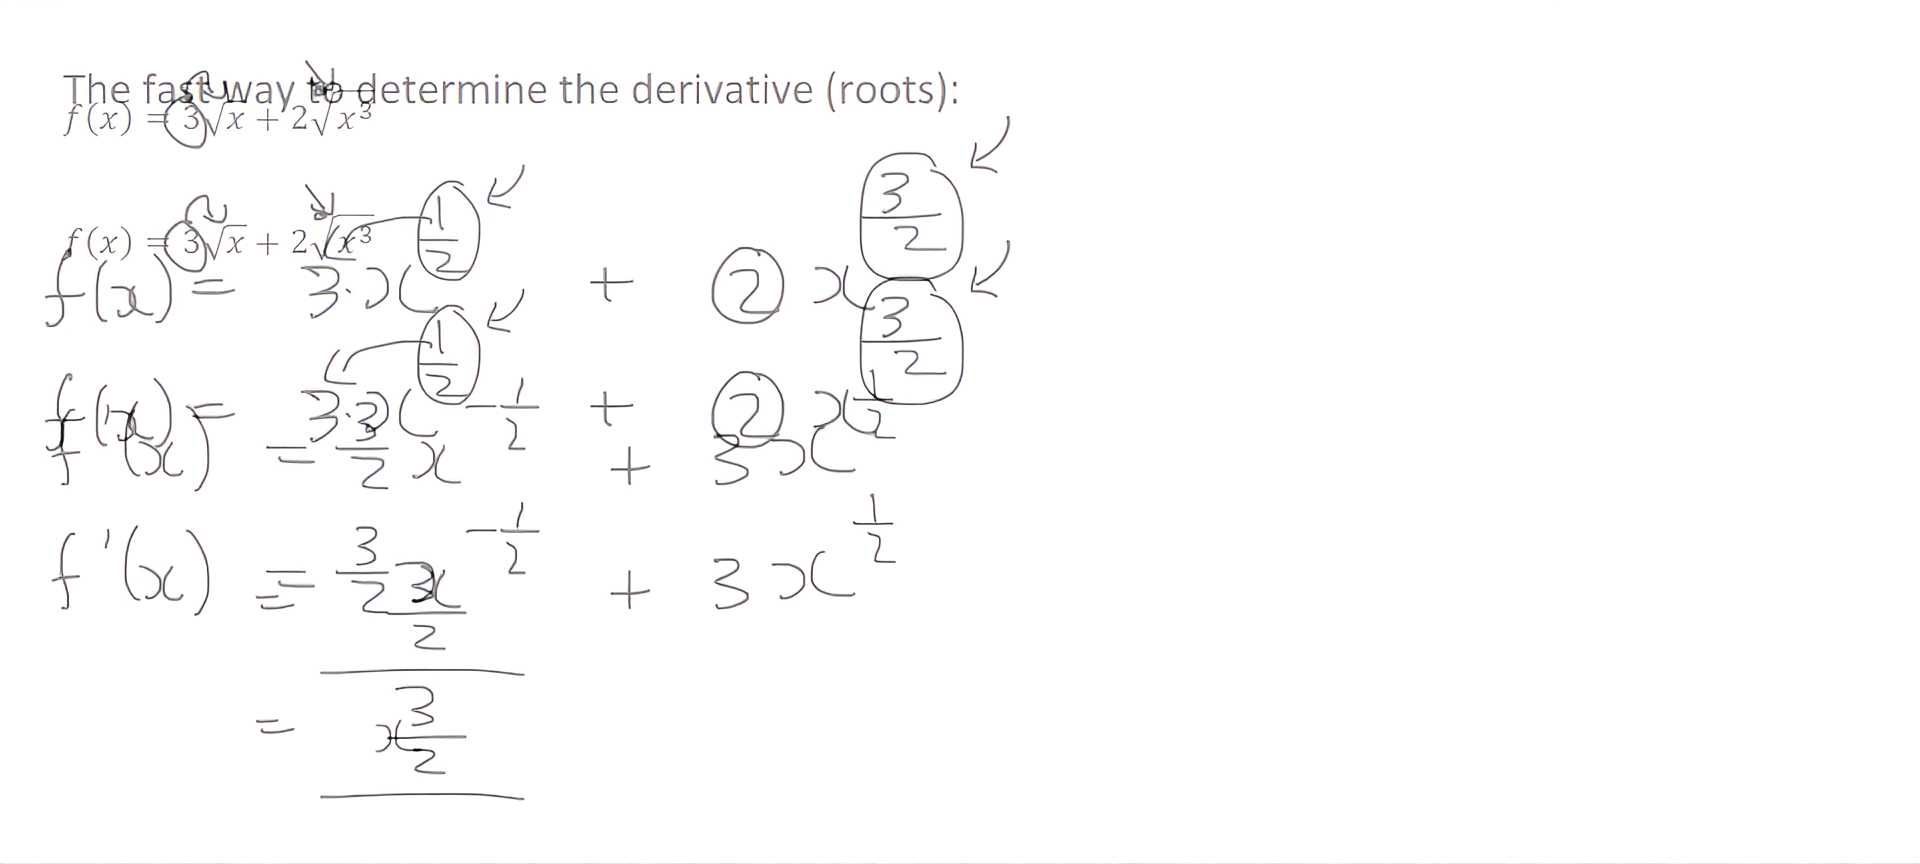 The fast way to determine the derivative (roots):
f(x) = 3√x + 2√x³
f(x) = 3√x + 2√x³
f(x) = 3·x^(1/2) + 2x^(3/2)
f(x) = 3·x^(1/2) + 2x^(3/2)
f'(x) = 3/2 x^(-1/2) + 3x^(1/2)
f'(x) = 3/2 x^(-1/2) + 3x^(1/2)
= 3/2
= 3/2
x